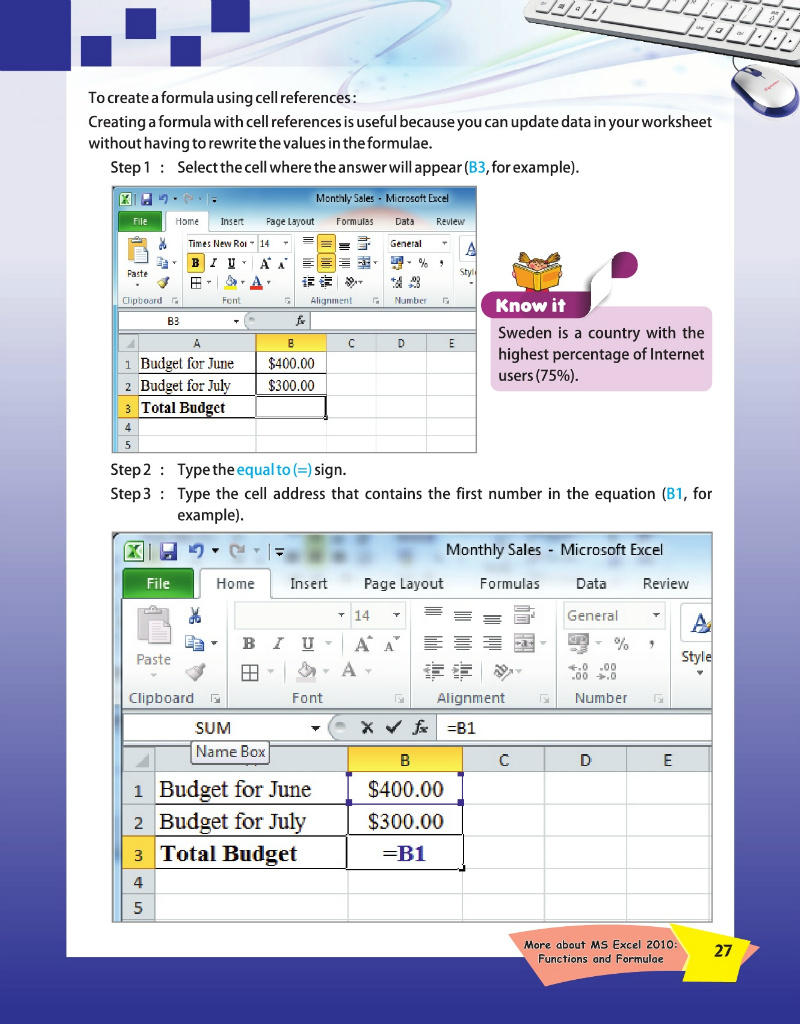 To create a formula using cell references :
Creating a formula with cell references is useful because you can update data in your worksheet
without having to rewrite the values in the formulae.
Step 1 : Select the cell where the answer will appear (B3, for example).
Monthly Sales - Microsoft Excel
File Home Insert Page Layout Formulas Data Review
Times New Roi 14 General
Paste B I U A A % , Styl
Clipboard Font Alignment Number
B3 fx
A B C D E
1 Budget for June $400.00
2 Budget for July $300.00
3 Total Budget
4
5
Know it
Sweden is a country with the
highest percentage of Internet
users (75%).
Step 2 : Type the equal to (=) sign.
Step 3 : Type the cell address that contains the first number in the equation (B1, for
example).
Monthly Sales - Microsoft Excel
File Home Insert Page Layout Formulas Data Review
14 General
Paste B I U A A % , Style
Clipboard Font Alignment Number
SUM fx =B1
Name Box
B C D E
1 Budget for June $400.00
2 Budget for July $300.00
3 Total Budget =B1
4
5
More about MS Excel 2010:
Functions and Formulae
27